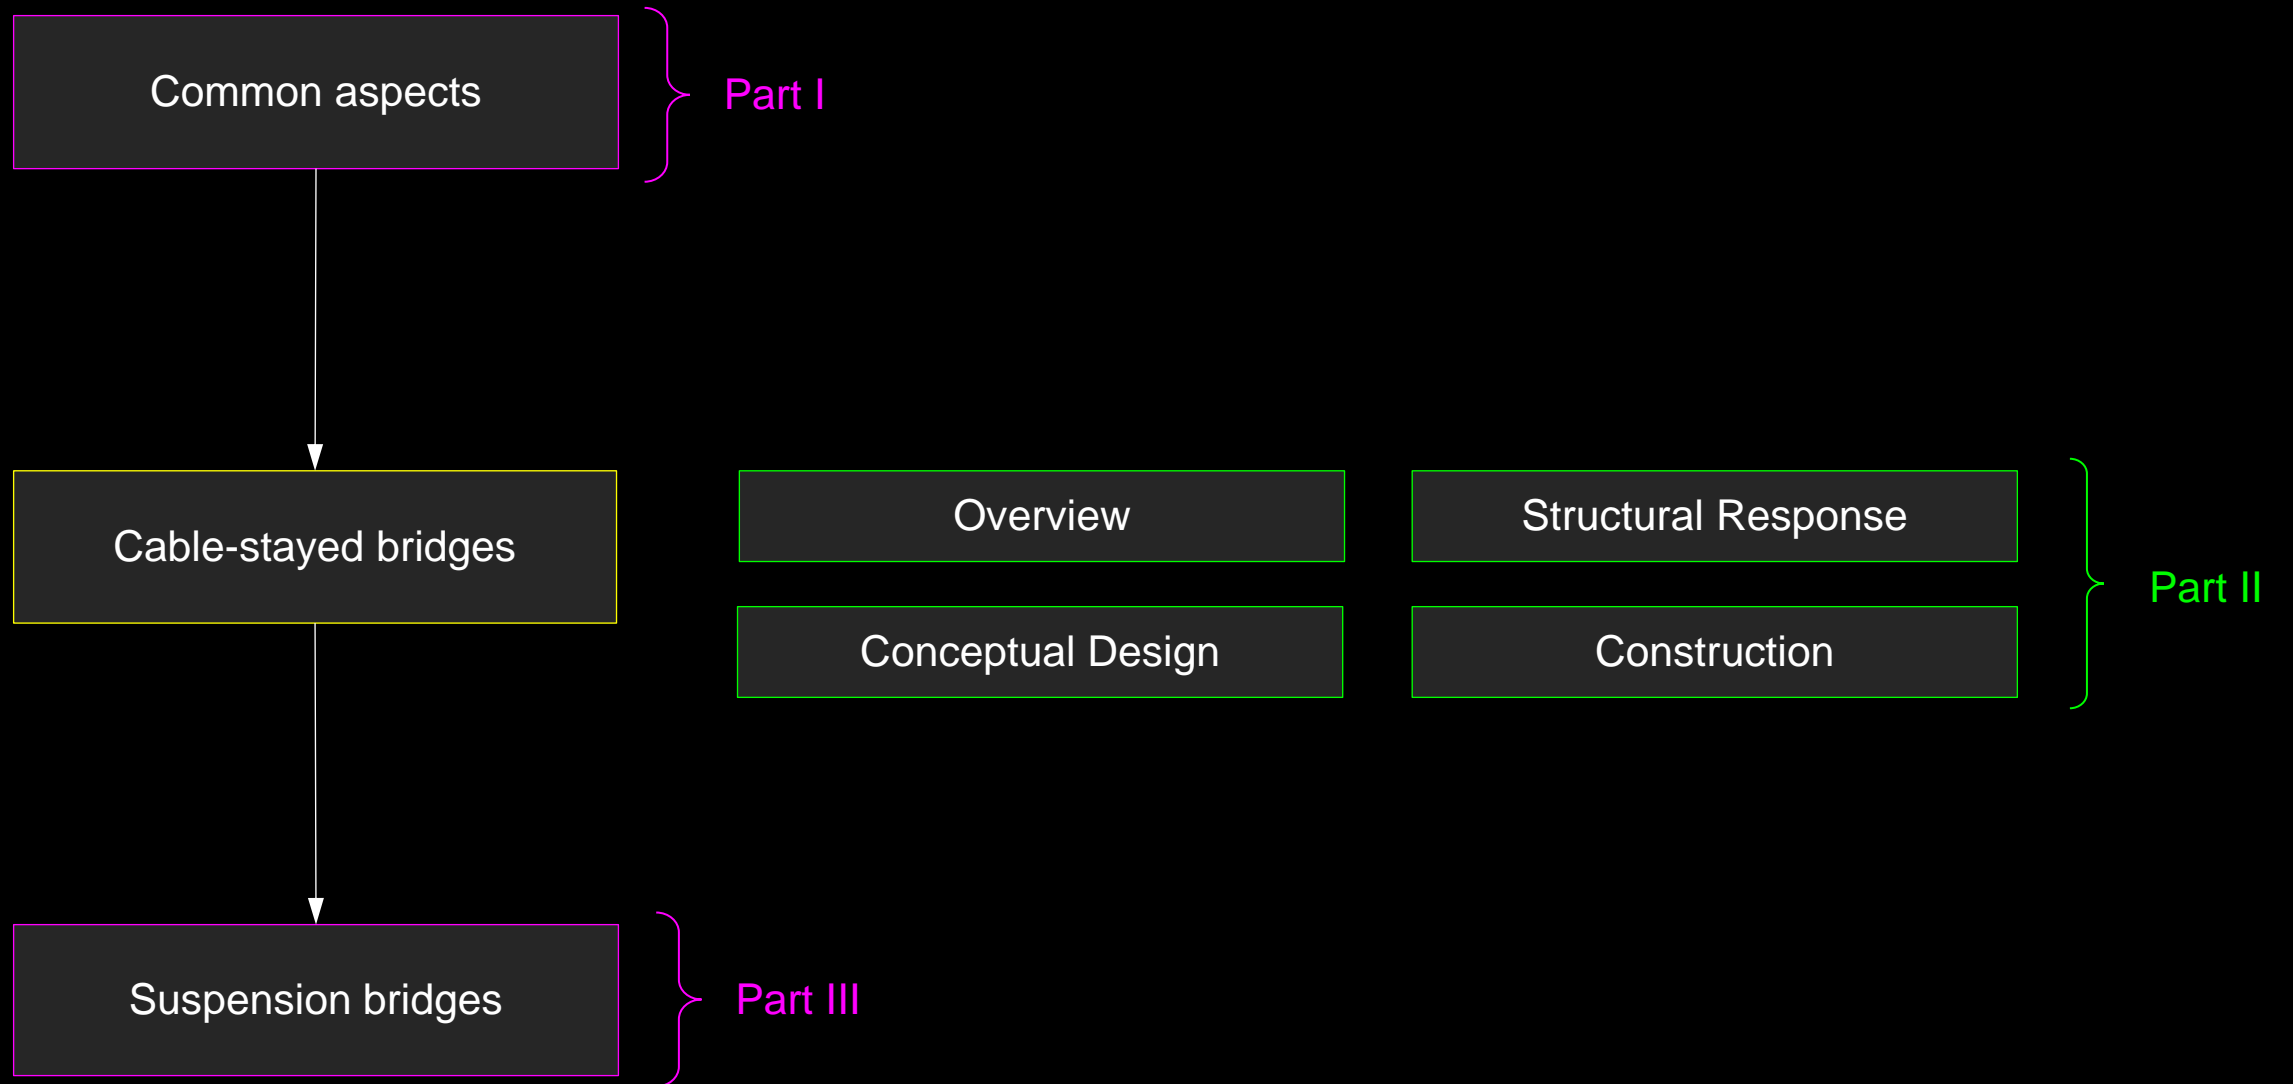 Common aspects
Part I
Cable-stayed bridges
Overview
Structural Response
Conceptual Design
Construction
Part II
Suspension bridges
Part III